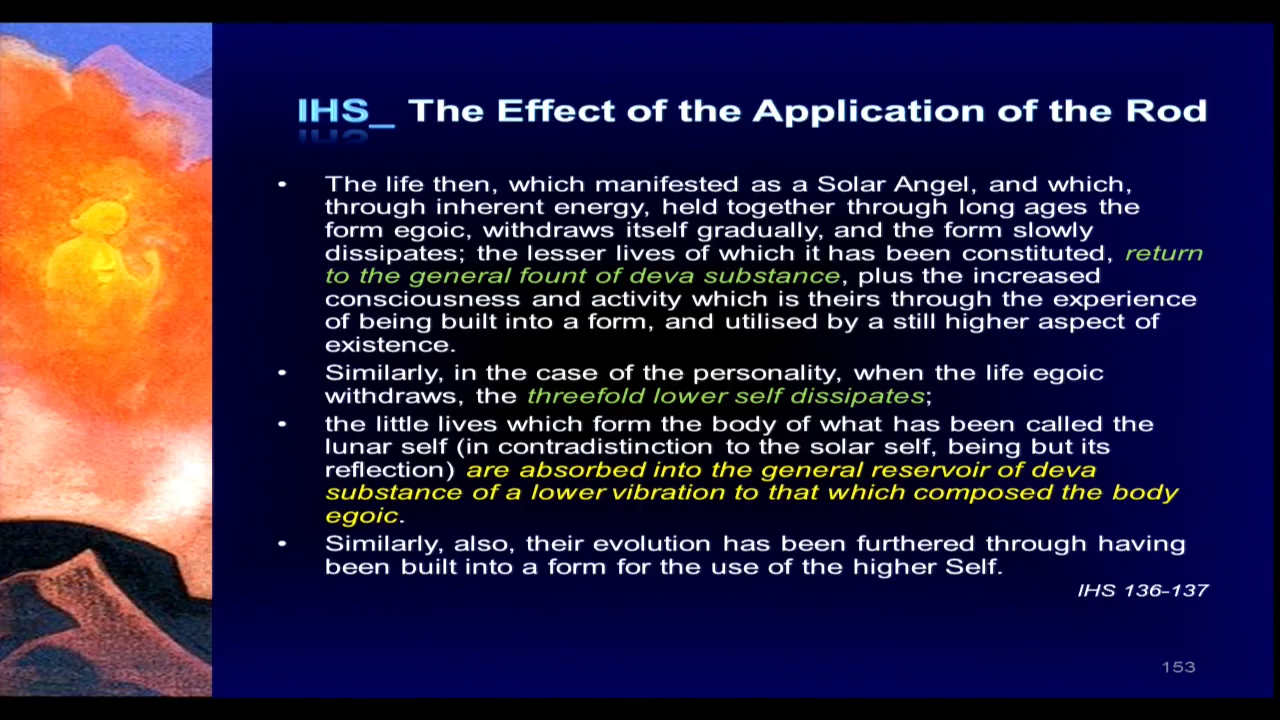 IHS_ The Effect of the Application of the Rod
• The life then, which manifested as a Solar Angel, and which,
through inherent energy, held together through long ages the
form egoic, withdraws itself gradually, and the form slowly
dissipates; the lesser lives of which it has been constituted, return
to the general fount of deva substance, plus the increased
consciousness and activity which is theirs through the experience
of being built into a form, and utilised by a still higher aspect of
existence.
• Similarly, in the case of the personality, when the life egoic
withdraws, the threefold lower self dissipates;
• the little lives which form the body of what has been called the
lunar self (in contradistinction to the solar self, being but its
reflection) are absorbed into the general reservoir of deva
substance of a lower vibration to that which composed the body
egoic.
• Similarly, also, their evolution has been furthered through having
been built into a form for the use of the higher Self.
IHS 136-137
153